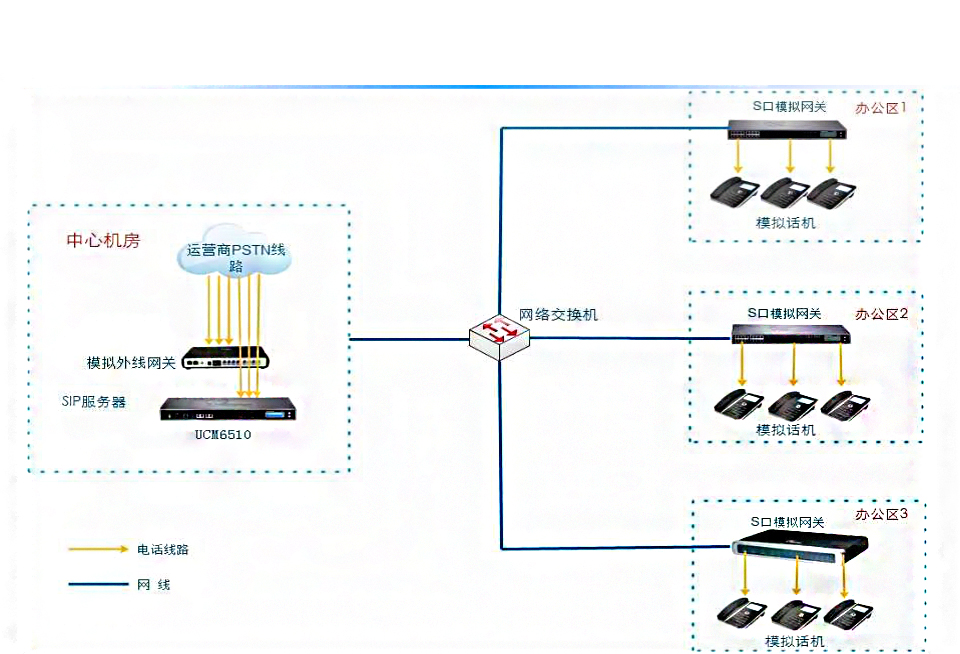 中心机房
运营商PSTN线
路
模拟外线网关
SIP服务器
UCM6510
电话线路
网 线
网络交换机
S口模拟网关
办公区1
模拟话机
S口模拟网关
办公区2
模拟话机
S口模拟网关
办公区3
模拟话机